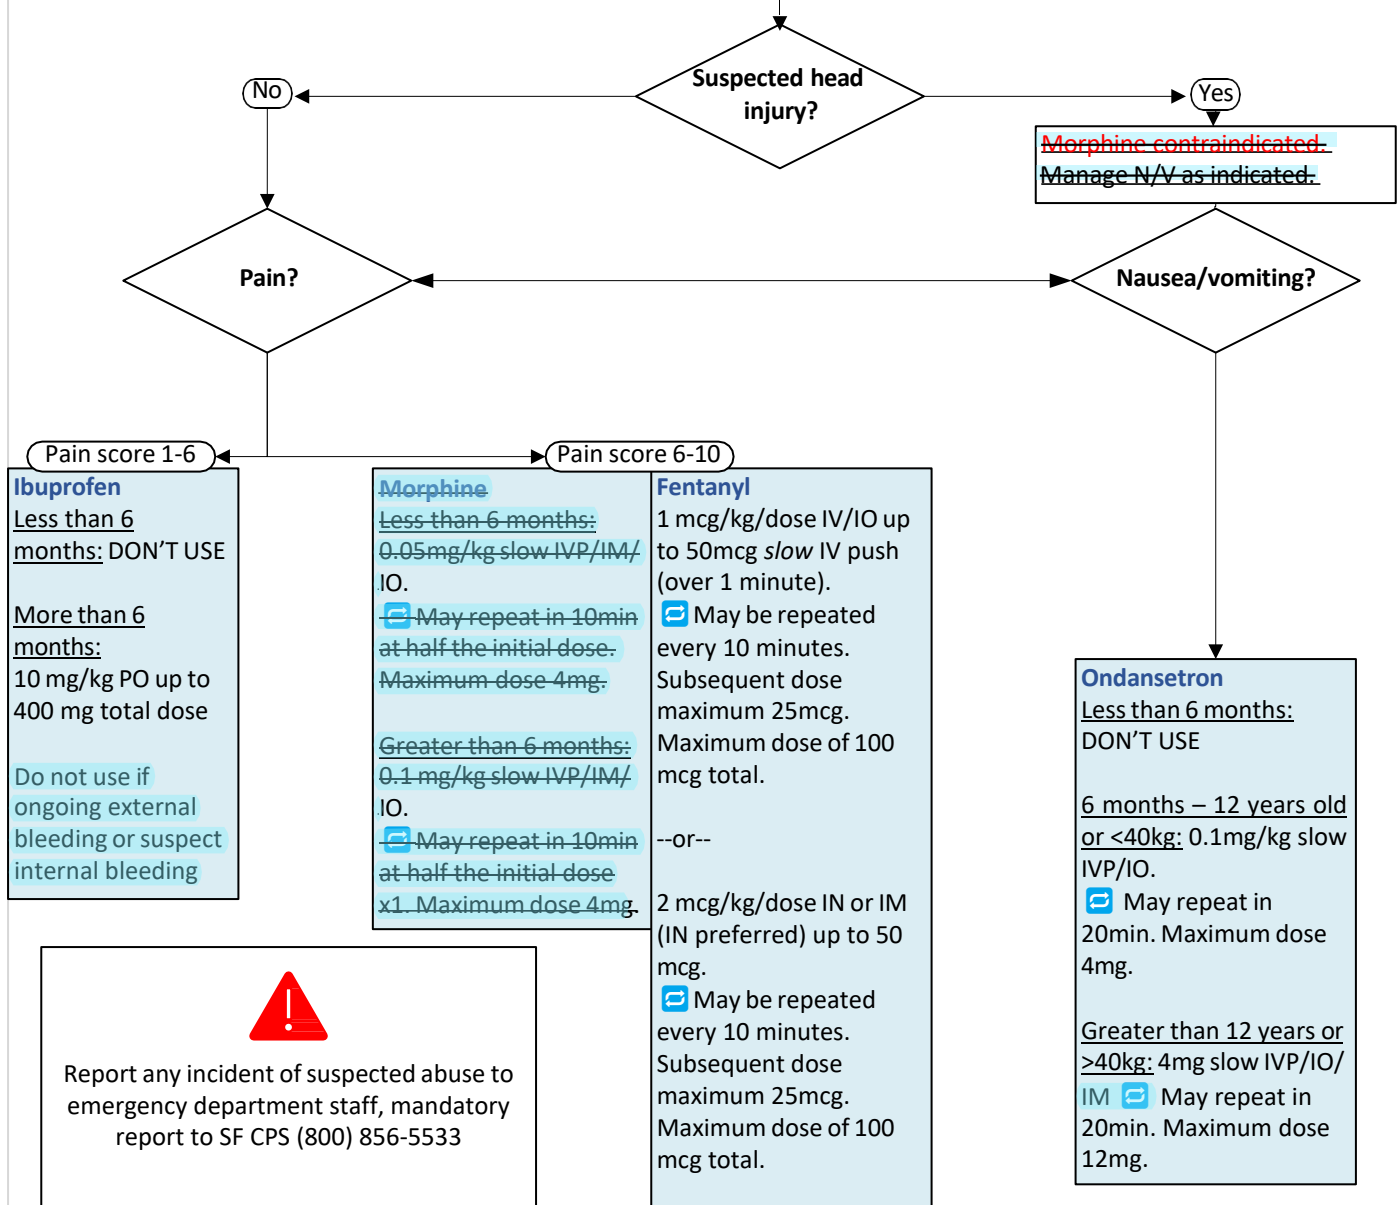 Suspected head
injury?
No
Yes
Morphine contraindicated.
Manage N/V as indicated.
Pain?
Nausea/vomiting?
Pain score 1-6
Pain score 6-10
Ibuprofen
Less than 6
months: DON'T USE
More than 6
months:
10 mg/kg PO up to
400 mg total dose
Do not use if
ongoing external
bleeding or suspect
internal bleeding
Morphine
Less than 6 months:
0.05mg/kg slow IVP/IM/
IO.
May repeat in 10min
at half the initial dose.
Maximum dose 4mg.
Greater than 6 months:
0.1 mg/kg slow IVP/IM/
IO.
May repeat in 10min
at half the initial dose
x1. Maximum dose 4mg.
Fentanyl
1 mcg/kg/dose IV/IO up
to 50mcg slow IV push
(over 1 minute).
May be repeated
every 10 minutes.
Subsequent dose
maximum 25mcg.
Maximum dose of 100
mcg total.
--or--
2 mcg/kg/dose IN or IM
(IN preferred) up to 50
mcg.
May be repeated
every 10 minutes.
Subsequent dose
maximum 25mcg.
Maximum dose of 100
mcg total.
Ondansetron
Less than 6 months:
DON'T USE
6 months – 12 years old
or <40kg: 0.1mg/kg slow
IVP/IO.
May repeat in
20min. Maximum dose
4mg.
Greater than 12 years or
>40kg: 4mg slow IVP/IO/
IM May repeat in
20min. Maximum dose
12mg.
Report any incident of suspected abuse to
emergency department staff, mandatory
report to SF CPS (800) 856-5533